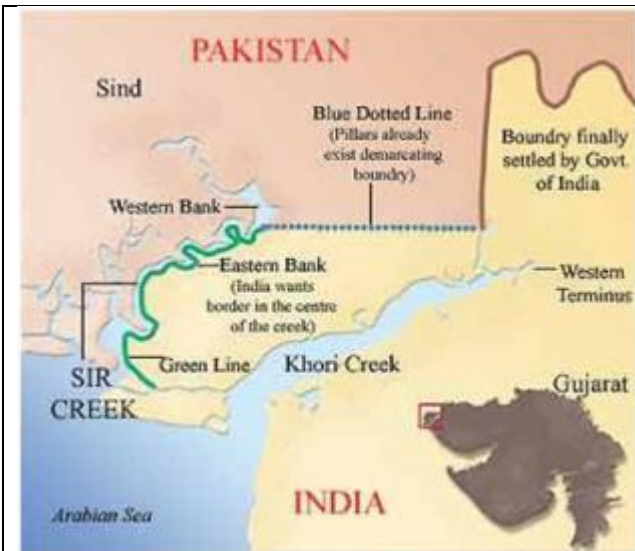 PAKISTAN
Sind
Blue Dotted Line
(Pillars already
exist demarcating
boundry)
Boundry finally
settled by Govt.
of India
Western Bank
Eastern Bank
(India wants
border in the centre
of the creek)
Western
Terminus
Green Line
Khori Creek
SIR
CREEK
Gujarat
INDIA
Arabian Sea